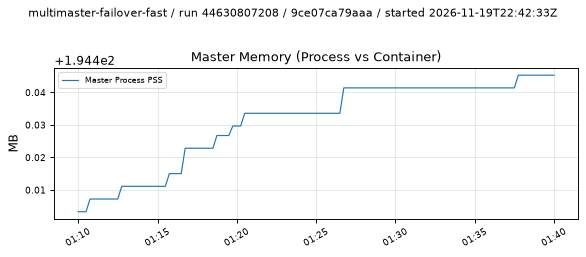 multimaster-failover-fast / run 44630807208 / 9ce07ca79aaa / started 2026-11-19T22:42:33Z
Master Memory (Process vs Container)
+1.944e2
Master Process PSS
MB
0.04
0.03
0.02
0.01
01:10
01:15
01:20
01:25
01:30
01:35
01:40